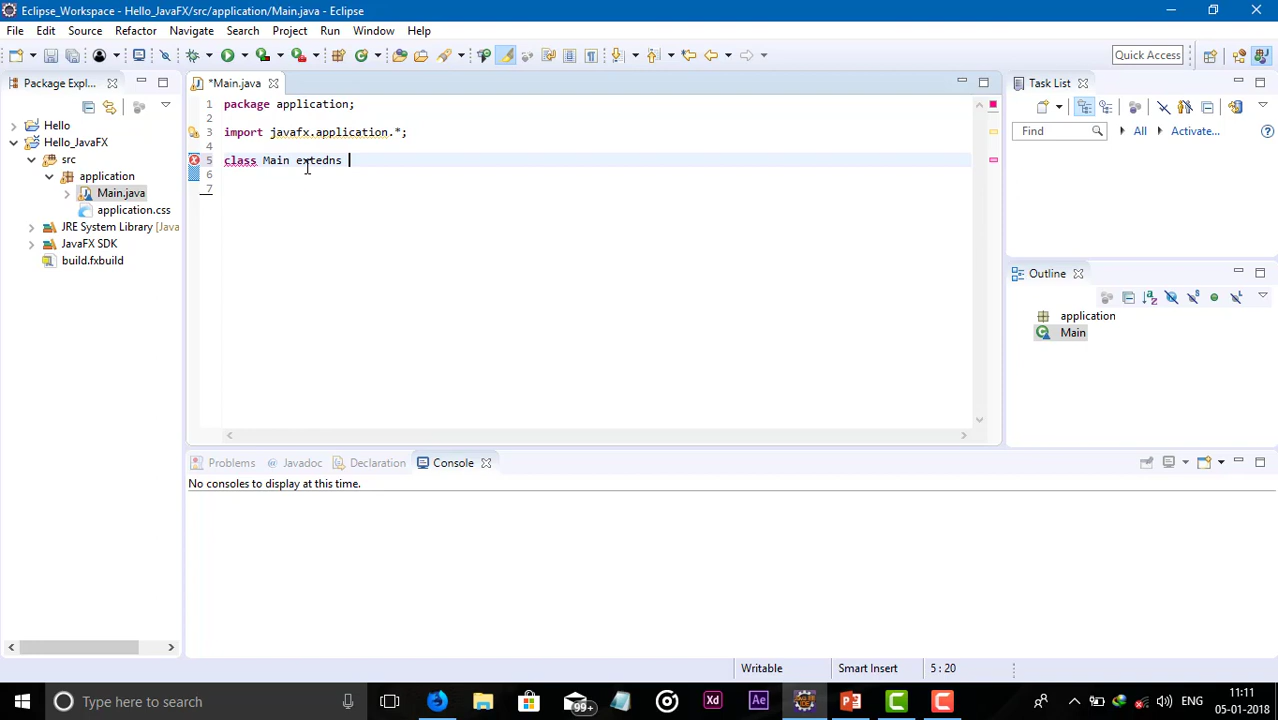 Eclipse_Workspace - Hello_JavaFX/src/application/Main.java - Eclipse
File Edit Source Refactor Navigate Search Project Run Window Help
Quick Access
Package Expl...
*Main.java
Task List
Hello
Hello_JavaFX
src
application
Main.java
application.css
JRE System Library [Java
JavaFX SDK
build.fxbuild
1 package application;
2
3 import javafx.application.*;
4
5 class Main extedns
6
7
Find
All
Activate...
Outline
application
Main
Problems Javadoc Declaration Console
No consoles to display at this time.
Writable Smart Insert 5 : 20
Type here to search
99+
Xd
Ae
ENG
11:11
05-01-2018